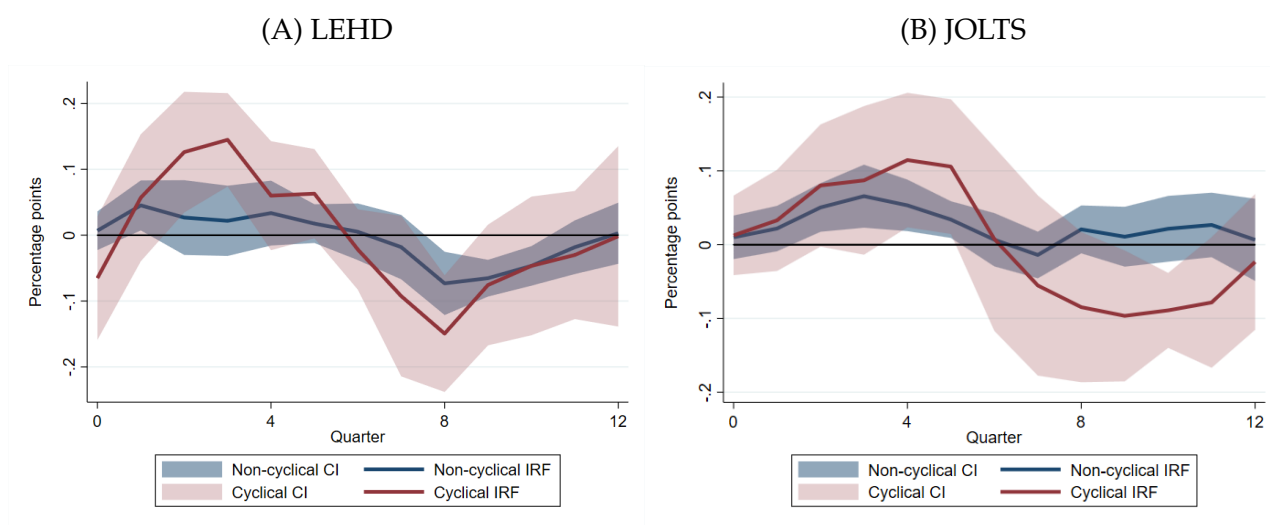 (A) LEHD
Percentage points
.2
.1
0
-.1
-.2
0 4 8 12
Quarter
Non-cyclical CI Non-cyclical IRF
Cyclical CI Cyclical IRF
(B) JOLTS
Percentage points
.2
.1
0
-.1
-.2
0 4 8 12
Quarter
Non-cyclical CI Non-cyclical IRF
Cyclical CI Cyclical IRF